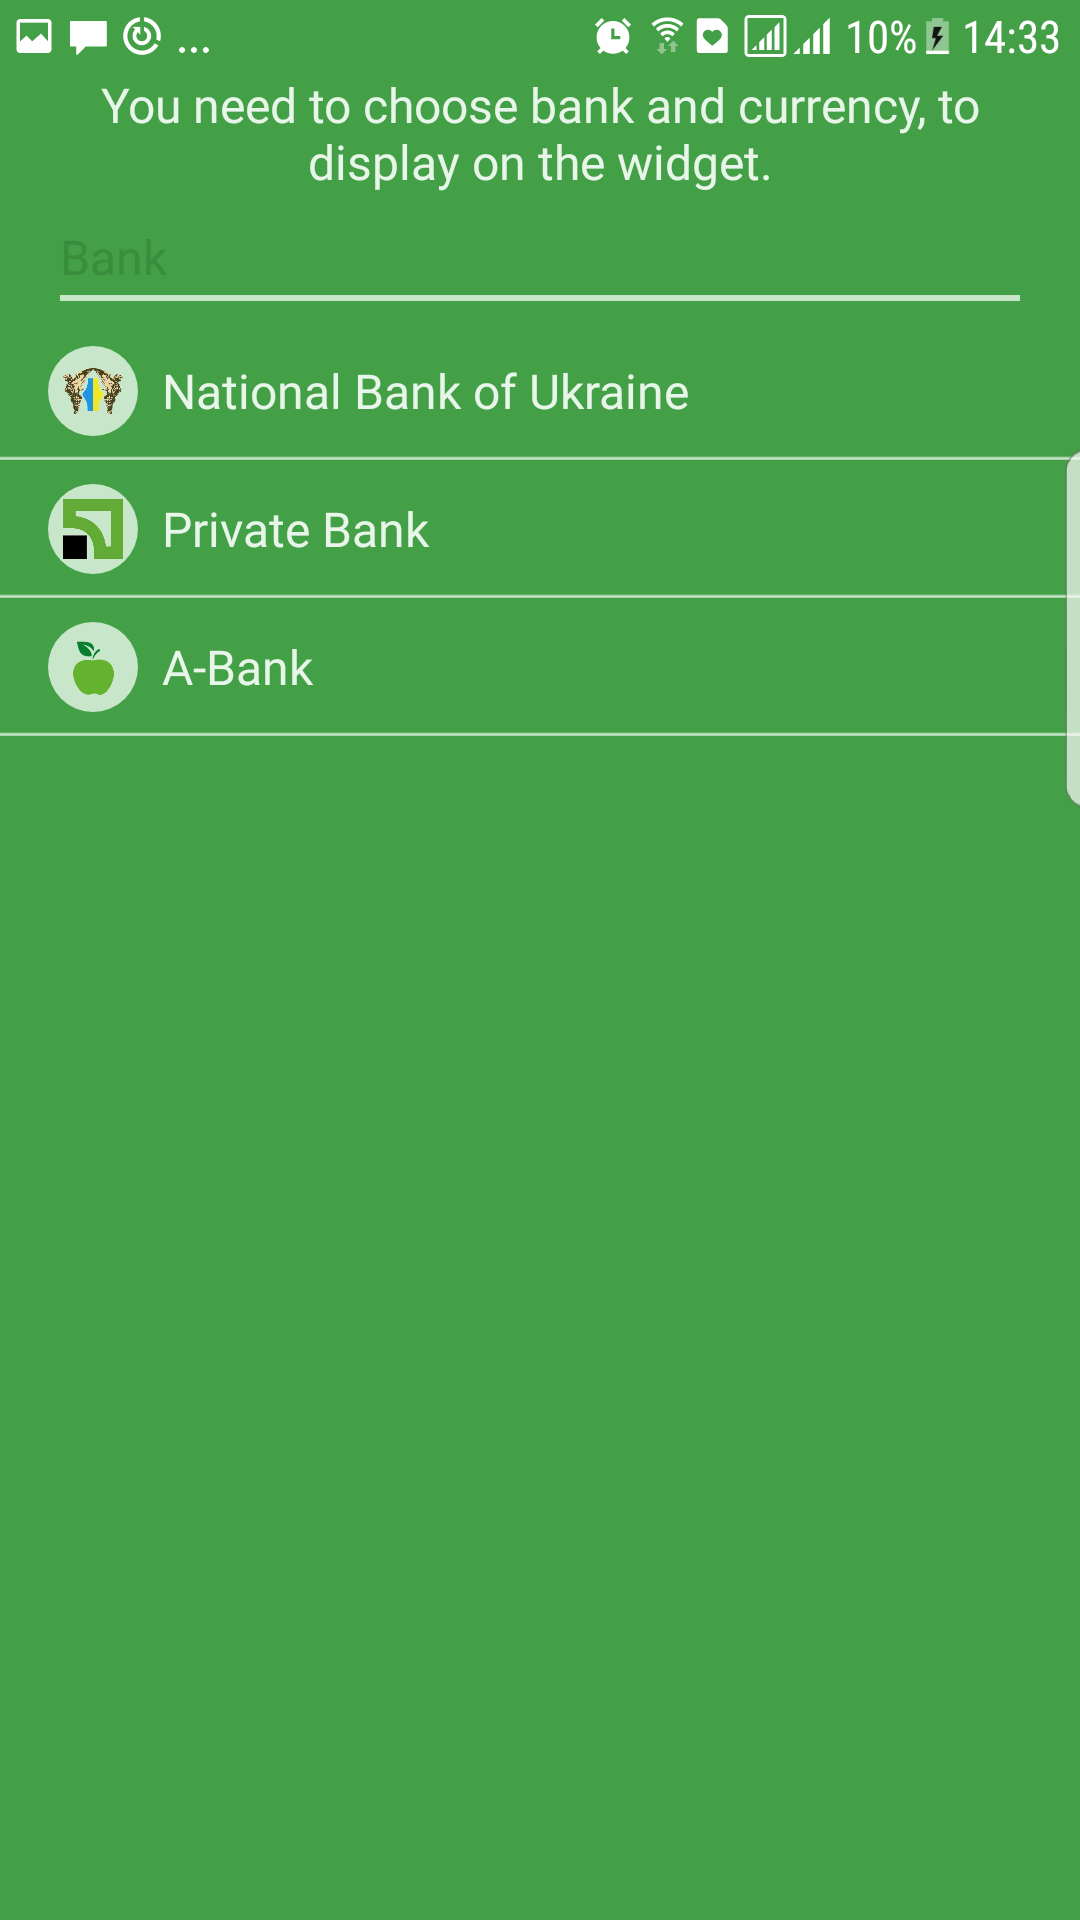 ... 10% 14:33
You need to choose bank and currency, to
display on the widget.
Bank
National Bank of Ukraine
Private Bank
A-Bank